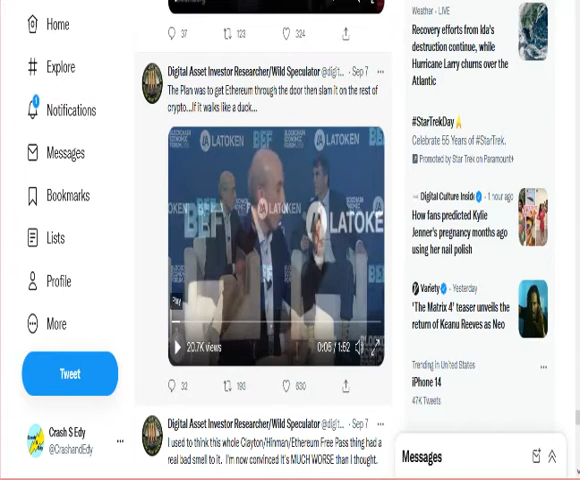 Home
Explore
1
Notifications
Messages
Bookmarks
Lists
Profile
More
Tweet
Crash S Edy
@CrashandEdy
37
123
324
Digital Asset Investor Researcher/Wild Speculator @digit... · Sep 7
The Plan was to get Ethereum through the door then slam it on the rest of
crypto...if it walks like a duck...
LATOKEN
BEF
LATOKEN
BEF
LATOKE
Play
20.7K views
0:05 / 1:52
32
193
630
Digital Asset Investor Researcher/Wild Speculator @digit... · Sep 7
I used to think this whole Clayton/Hinman/Ethereum Free Pass thing had a
real bad smell to it. I'm now convinced it's MUCH WORSE than I thought.
Weather · LIVE
Recovery efforts from Ida's
destruction continue, while
Hurricane Larry churns over the
Atlantic
#StarTrekDay
Celebrate 55 Years of #StarTrek.
Promoted by Star Trek on Paramount+
Digital Culture Insid · 1 hour ago
How fans predicted Kylie
Jenner's pregnancy months ago
using her nail polish
Variety · Yesterday
'The Matrix 4' teaser unveils the
return of Keanu Reeves as Neo
Trending in United States
iPhone 14
47K Tweets
Messages